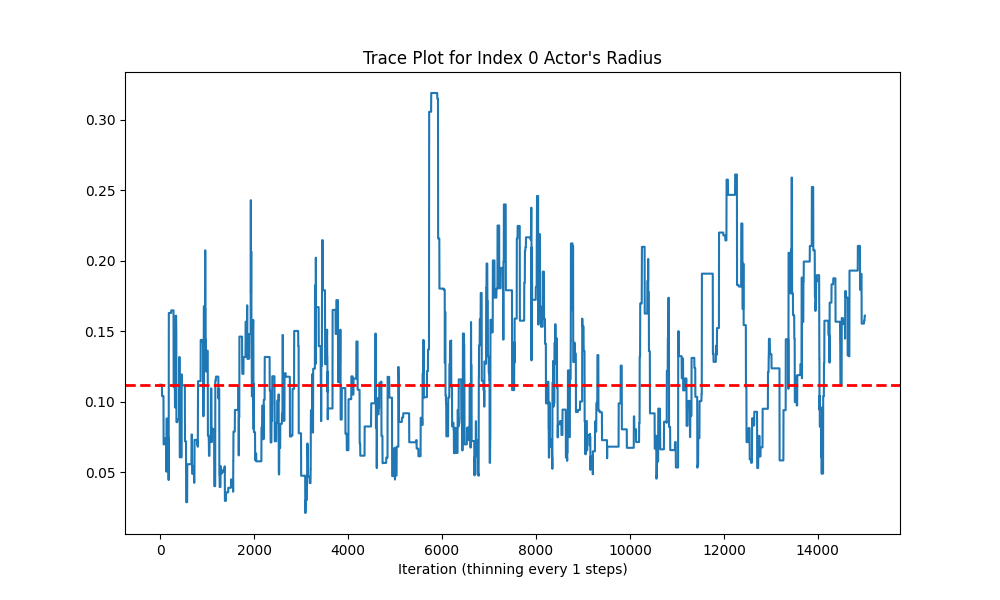 Trace Plot for Index 0 Actor's Radius
0.30
0.25
0.20
0.15
0.10
0.05
0 2000 4000 6000 8000 10000 12000 14000
Iteration (thinning every 1 steps)